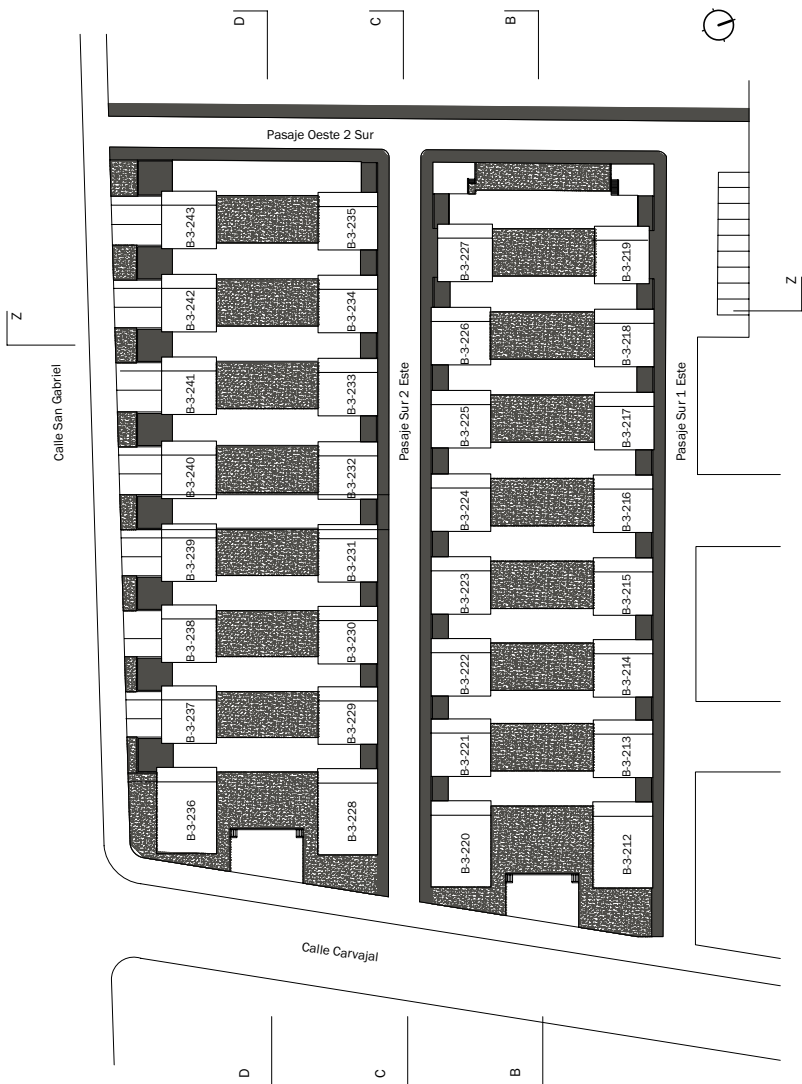 D
C
B
Pasaje Oeste 2 Sur
B-3-243
B-3-235
B-3-227
B-3-219
Z
Z
B-3-242
B-3-234
B-3-226
B-3-218
Calle San Gabriel
B-3-241
B-3-233
Pasaje Sur 2 Este
B-3-225
B-3-217
Pasaje Sur 1 Este
B-3-240
B-3-232
B-3-224
B-3-216
B-3-239
B-3-231
B-3-223
B-3-215
B-3-238
B-3-230
B-3-222
B-3-214
B-3-237
B-3-229
B-3-221
B-3-213
B-3-236
B-3-228
B-3-220
B-3-212
Calle Carvajal
D
C
B